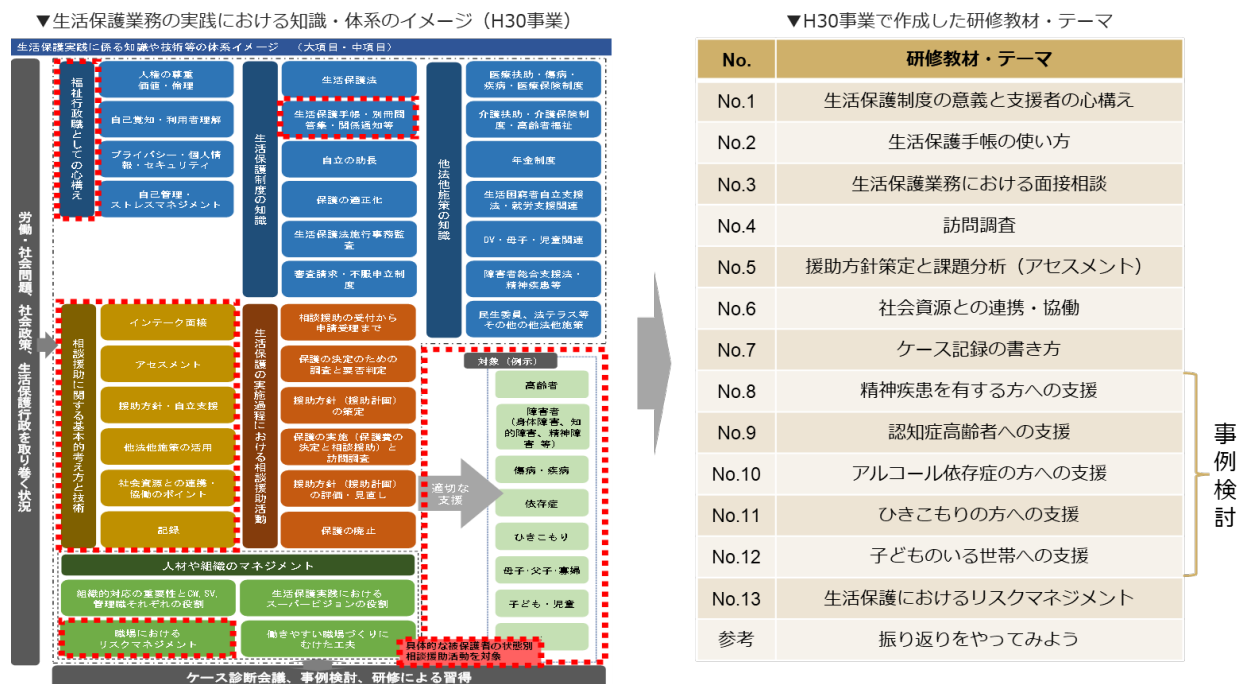 ▼生活保護業務の実践における知識・体系のイメージ（H30事業）
生活保護実践に係る知識や技術等の体系イメージ　（大項目・中項目）
労働・社会問題、社会政策、生活保護行政を取り巻く状況
福祉行政職としての心構え
人権の尊重
価値・倫理
自己覚知・利用者理解
プライバシー・個人情
報・セキュリティ
自己管理・
ストレスマネジメント
生活保護制度の知識
生活保護法
生活保護手帳・別冊問
答集・関係通知等
自立の助長
保護の適正化
生活保護法施行事務監
査
審査請求・不服申立制
度
他法他施策の知識
医療扶助・傷病・
疾病・医療保険制度
介護扶助・介護保険制
度・高齢者福祉
年金制度
生活困窮者自立支援
法・就労支援関連
DV・母子・児童関連
障害者総合支援法・
精神疾患等
民生委員、法テラス等
その他の他法他施策
相談援助に関する基本的考え方と技術
インテーク面接
アセスメント
援助方針・自立支援
他法他施策の活用
社会資源との連携・
協働のポイント
記録
生活保護の実施過程における相談援助活動
相談援助の受付から
申請受理まで
保護の決定のための
調査と要否判定
援助方針（援助計画）
の策定
保護の実施（保護費の
決定と相談援助）と
訪問調査
援助方針（援助計画）
の評価・見直し
保護の廃止
適切な
支援
対象（例示）
高齢者
障害者
（身体障害、知
的障害、精神障
害 等）
傷病・疾病
依存症
ひきこもり
母子・父子・寡婦
子ども・児童
人材や組織のマネジメント
組織的対応の重要性とCW、SV、
管理職それぞれの役割
生活保護実践における
スーパービジョンの役割
職場における
リスクマネジメント
働きやすい職場づくりに
むけた工夫
具体的な被保護者の状態別
相談援助活動を対象
ケース診断会議、事例検討、研修による習得
▼H30事業で作成した研修教材・テーマ
No. 研修教材・テーマ
No.1 生活保護制度の意義と支援者の心構え
No.2 生活保護手帳の使い方
No.3 生活保護業務における面接相談
No.4 訪問調査
No.5 援助方針策定と課題分析（アセスメント）
No.6 社会資源との連携・協働
No.7 ケース記録の書き方
No.8 精神疾患を有する方への支援
No.9 認知症高齢者への支援
No.10 アルコール依存症の方への支援
No.11 ひきこもりの方への支援
No.12 子どものいる世帯への支援
No.13 生活保護におけるリスクマネジメント
参考 振り返りをやってみよう
事例検討